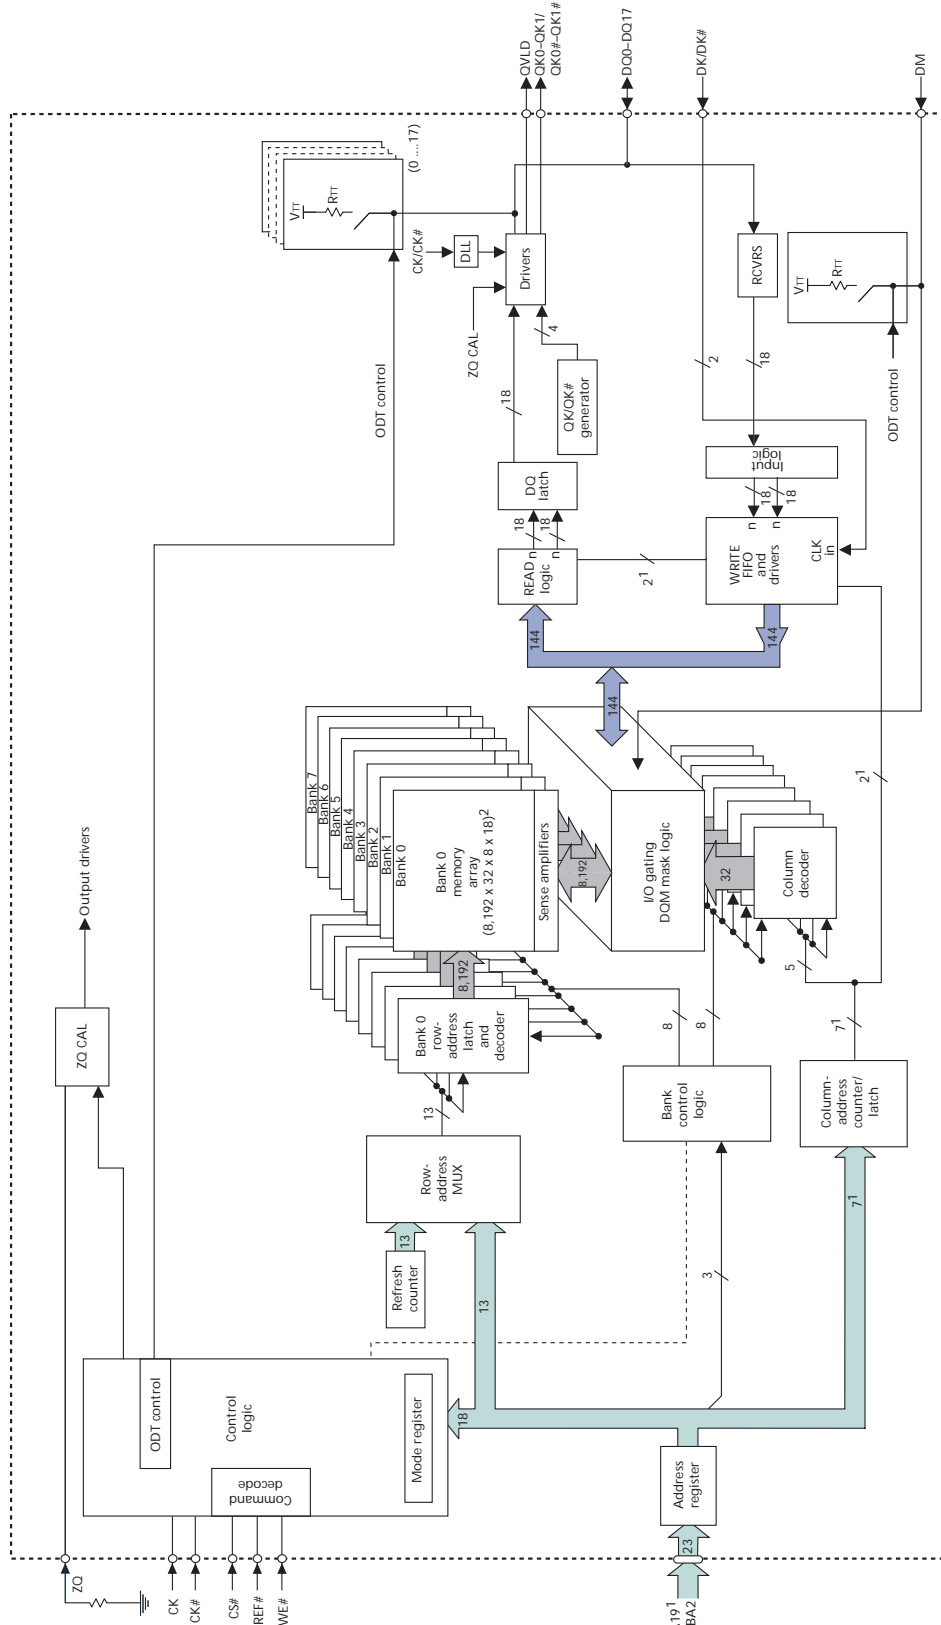 ZQ
CK
CK#
CS#
REF#
WE#
.191
BA2
23
ODT control
Control
logic
Command
decode
Mode register
18
Address
register
ZQ CAL
Output drivers
Refresh
counter
13
13
Row-
address
MUX
13
3
7¹
Bank
control
logic
8
8
Column-
address
counter/
latch
7¹
5
2¹
Bank 7
Bank 6
Bank 5
Bank 4
Bank 3
Bank 2
Bank 1
Bank 0
Bank 0
row-
address
latch
and
decoder
8,192
Bank 0
memory
array
(8,192 x 32 x 8 x 18)²
Sense amplifiers
8,192
I/O gating
DQM mask logic
32
Column
decoder
144
144
144
READ
logic
n
n
18
18
DQ
latch
18
2¹
WRITE
FIFO
and
drivers
CLK
in
n
n
18
18
Input
logic
18
2
RCVRS
QK/QK#
generator
4
ZQ CAL
Drivers
DLL
CK/CK#
ODT control
VTT
RTT
(0 ....17)
VTT
RTT
ODT control
QVLD
QK0–QK1/
QK0#–QK1#
DQ0–DQ17
DK/DK#
DM